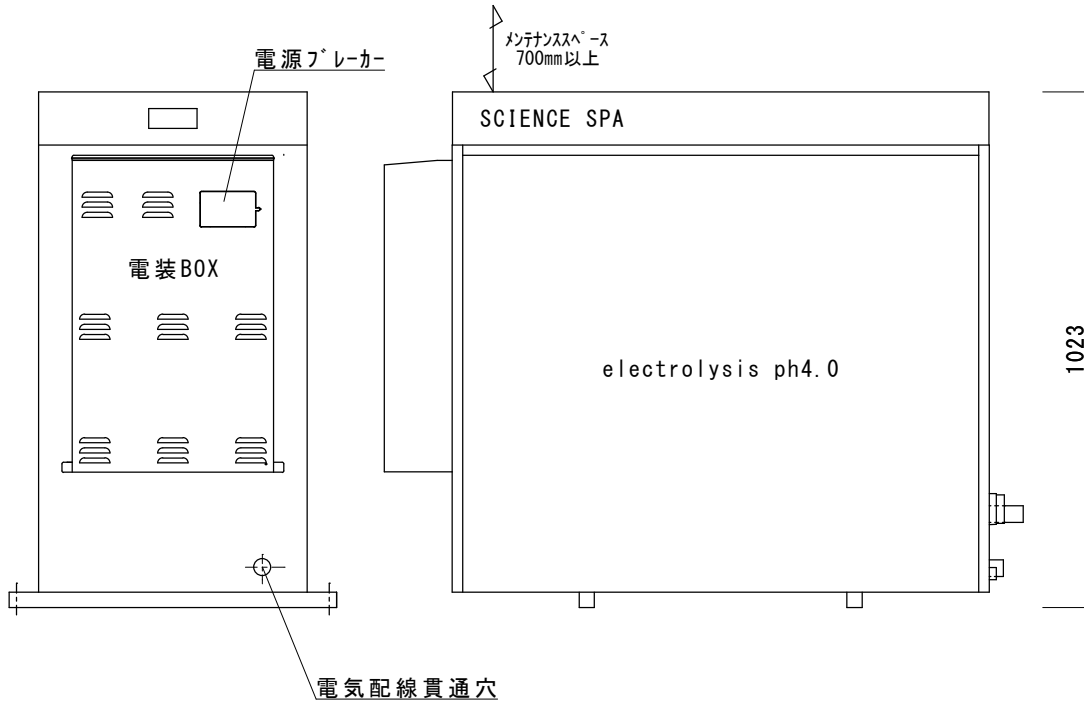 電源ブレーカー
メンテナンススペース
700mm以上
SCIENCE SPA
電装BOX
electrolysis ph4.0
1023
電気配線貫通穴